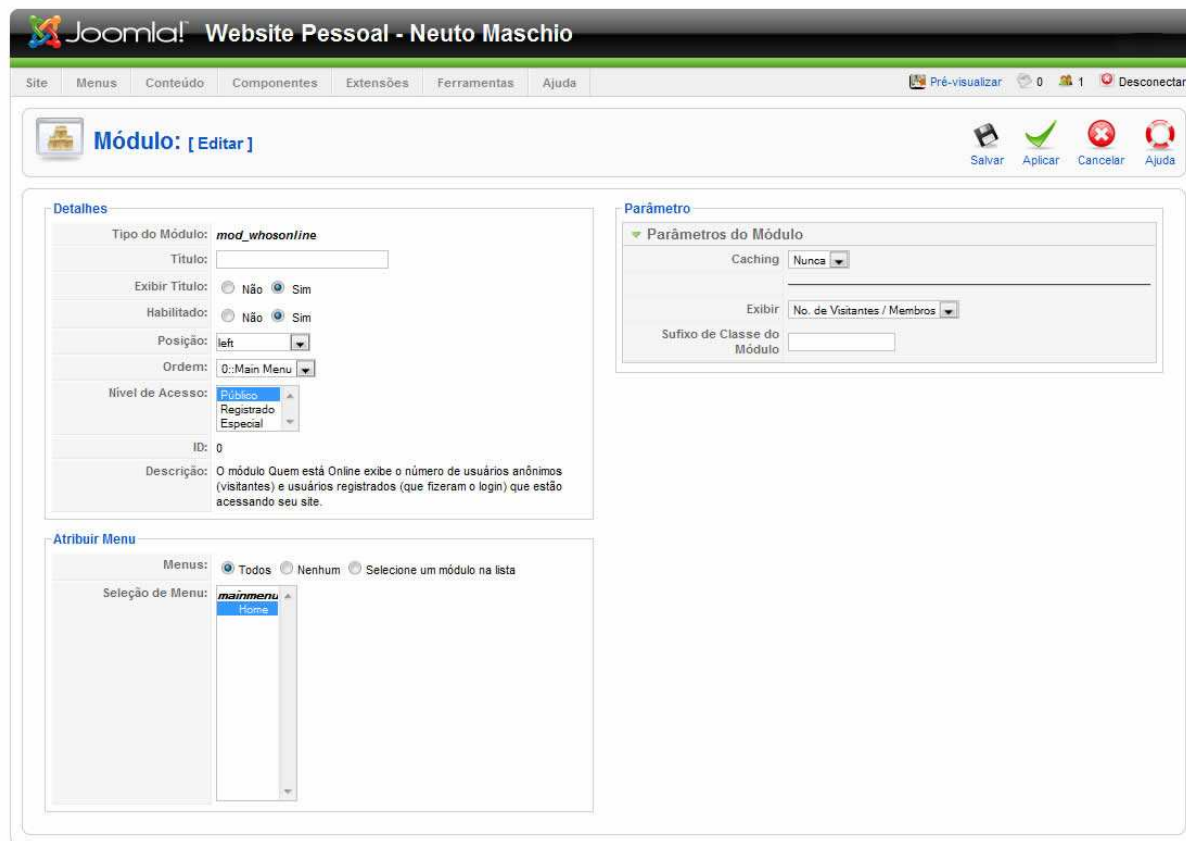 Joomla! Website Pessoal - Neuto Maschio
Site Menus Conteúdo Componentes Extensões Ferramentas Ajuda Pré-visualizar 0 1 Desconectar
Módulo: [ Editar ]
Salvar Aplicar Cancelar Ajuda
Detalhes
Tipo do Módulo: mod_whosonline
Título:
Exibir Título: Não Sim
Habilitado: Não Sim
Posição: left
Ordem: 0::Main Menu
Nível de Acesso: Público
Registrado
Especial
ID: 0
Descrição: O módulo Quem está Online exibe o número de usuários anônimos
(visitantes) e usuários registrados (que fizeram o login) que estão
acessando seu site.
Atribuir Menu
Menus: Todos Nenhum Selecione um módulo na lista
Seleção de Menu: mainmenu
Home
Parâmetro
Parâmetros do Módulo
Caching Nunca
Exibir No. de Visitantes / Membros
Sufixo de Classe do
Módulo